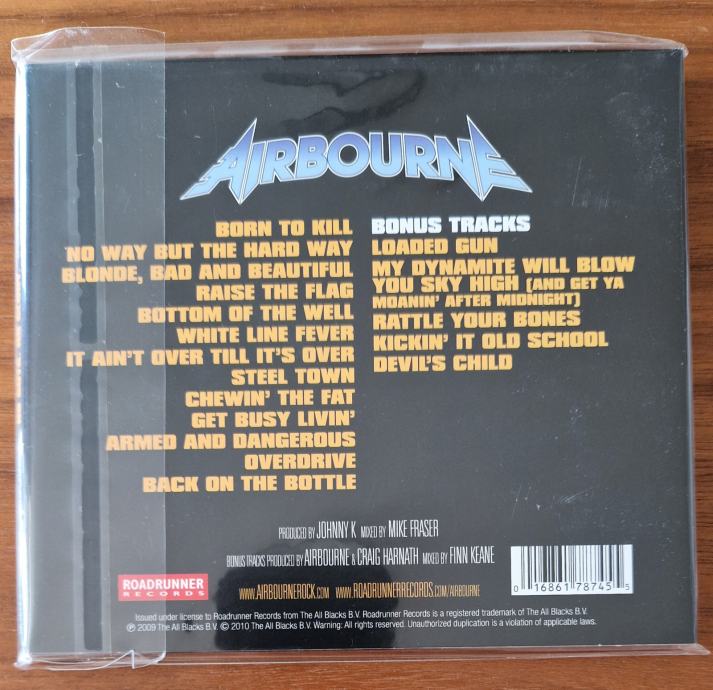 AIRBOURNE
BORN TO KILL
NO WAY BUT THE HARD WAY
BLONDE, BAD AND BEAUTIFUL
RAISE THE FLAG
BOTTOM OF THE WELL
WHITE LINE FEVER
IT AIN'T OVER TILL IT'S OVER
STEEL TOWN
CHEWIN' THE FAT
GET BUSY LIVIN'
ARMED AND DANGEROUS
OVERDRIVE
BACK ON THE BOTTLE
BONUS TRACKS
LOADED GUN
MY DYNAMITE WILL BLOW
YOU SKY HIGH (AND GET YA
MOANIN' AFTER MIDNIGHT)
RATTLE YOUR BONES
KICKIN' IT OLD SCHOOL
DEVIL'S CHILD
PRODUCED BY JOHNNY K MIXED BY MIKE FRASER
BONUS TRACKS PRODUCED BY AIRBOURNE & CRAIG HARNATH MIXED BY FINN KEANE
ROADRUNNER
RECORDS
WWW.AIRBOURNEROCK.COM WWW.ROADRUNNERRECORDS.COM/AIRBOURNE
0 16861 78745 5
Issued under license to Roadrunner Records from The All Blacks B.V. Roadrunner Records is a registered trademark of The All Blacks B.V.
℗ 2009 The All Blacks B.V. © 2010 The All Blacks B.V. Warning: All rights reserved. Unauthorized duplication is a violation of applicable laws.